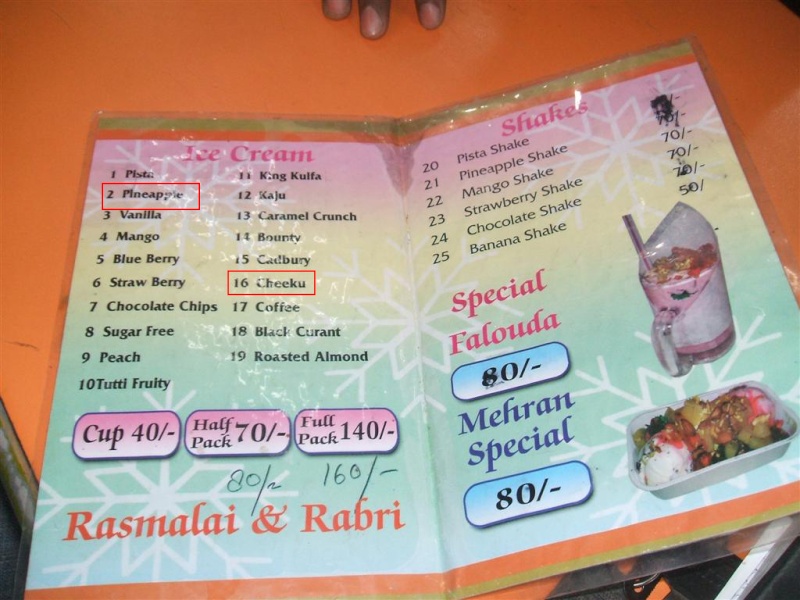 Ice Cream
1 Pista
2 Pineapple
3 Vanilla
4 Mango
5 Blue Berry
6 Straw Berry
7 Chocolate Chips
8 Sugar Free
9 Peach
10 Tutti Fruity
11 King Kulfa
12 Kaju
13 Caramel Crunch
14 Bounty
15 Cadbury
16 Cheeku
17 Coffee
18 Black Curant
19 Roasted Almond
Cup 40/-
Half Pack 70/-
Full Pack 140/-
80/-
160/-
Rasmalai & Rabri
Shakes
20 Pista Shake
21 Pineapple Shake 70/-
22 Mango Shake 70/-
23 Strawberry Shake 70/-
24 Chocolate Shake 70/-
25 Banana Shake 50/
Special
Falouda
80/-
Mehran
Special
80/-